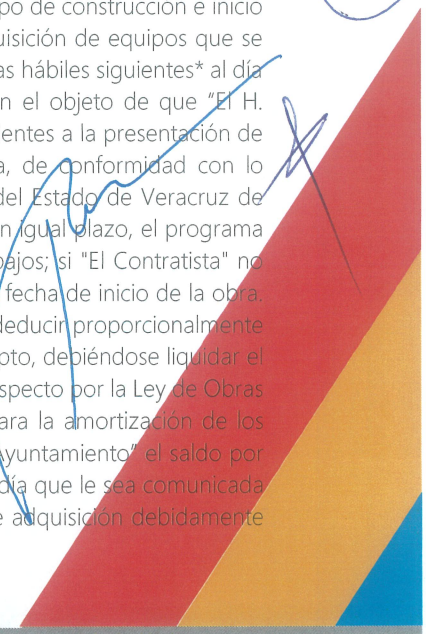 po de construcción e inicio
uisición de equipos que se
as hábiles siguientes* al día
n el objeto de que "El H.
entes a la presentación de
a, de conformidad con lo
del Estado de Veracruz de
n igual plazo, el programa
bajos; si "El Contratista" no
fecha de inicio de la obra.
deducir proporcionalmente
pto, debiéndose liquidar el
specto por la Ley de Obras
ara la amortización de los
Ayuntamiento" el saldo por
día que le sea comunicada
e adquisición debidamente